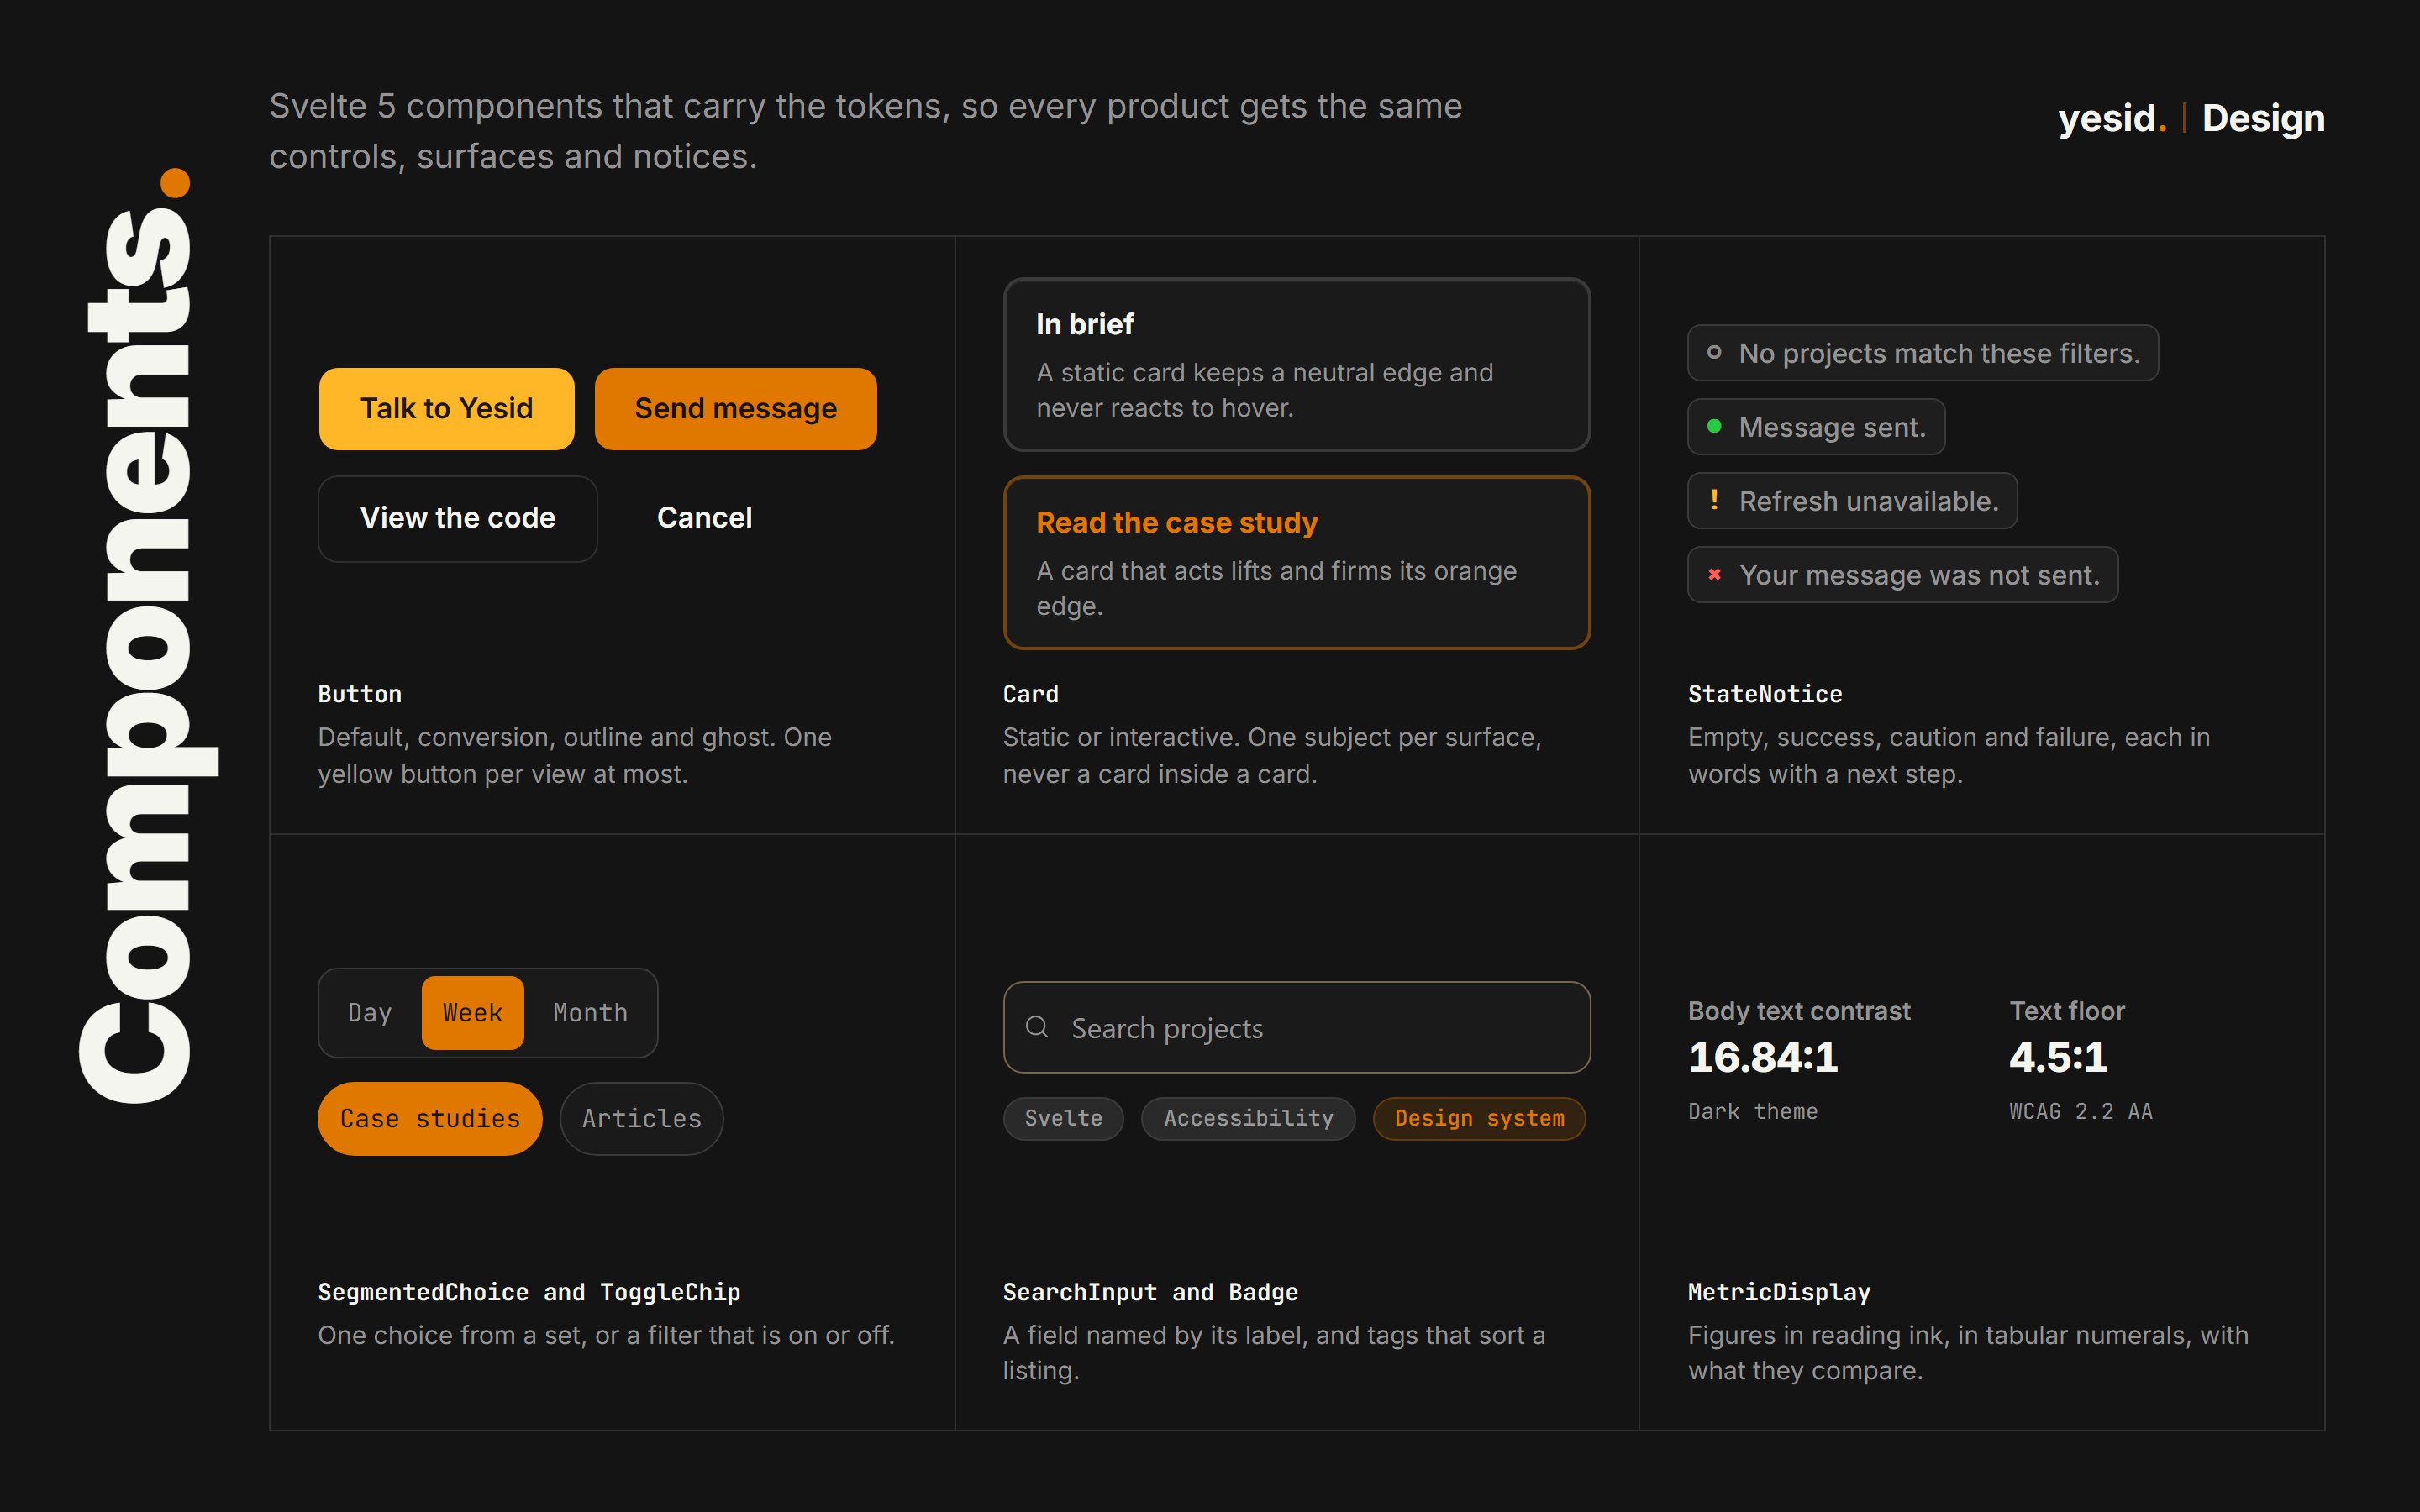 Components.
Svelte 5 components that carry the tokens, so every product gets the same
controls, surfaces and notices.
yesid. | Design
Talk to Yesid
Send message
View the code
Cancel
Button
Default, conversion, outline and ghost. One
yellow button per view at most.
In brief
A static card keeps a neutral edge and
never reacts to hover.
Read the case study
A card that acts lifts and firms its orange
edge.
Card
Static or interactive. One subject per surface,
never a card inside a card.
No projects match these filters.
Message sent.
! Refresh unavailable.
Your message was not sent.
StateNotice
Empty, success, caution and failure, each in
words with a next step.
Day
Week
Month
Case studies
Articles
SegmentedChoice and ToggleChip
One choice from a set, or a filter that is on or off.
Search projects
Svelte
Accessibility
Design system
SearchInput and Badge
A field named by its label, and tags that sort a
listing.
Body text contrast
16.84:1
Dark theme
Text floor
4.5:1
WCAG 2.2 AA
MetricDisplay
Figures in reading ink, in tabular numerals, with
what they compare.